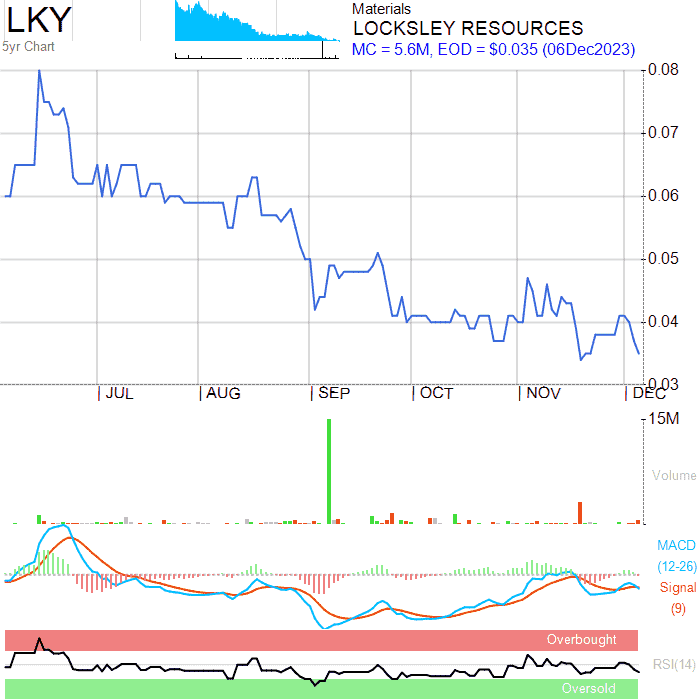 LKY
Materials
LOCKSLEY RESOURCES
5yr Chart
MC = 5.6M, EOD = $0.035 (06Dec2023)
0.08
0.07
0.06
0.05
0.04
0.03
JUL AUG SEP OCT NOV DEC
15M
Volume
MACD
(12-26)
Signal
(9)
Overbought
RSI(14)
Oversold